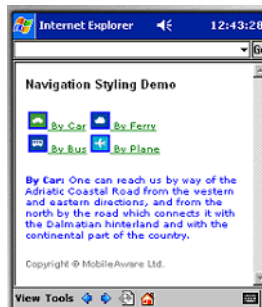 Internet Explorer 12:43:28
Go
Navigation Styling Demo
By Car By Ferry
By Bus By Plane
By Car: One can reach us by way of the
Adriatic Coastal Road from the western
and eastern directions, and from the
north by the road which connects it with
the Dalmatian hinterland and with the
continental part of the country.
Copyright © MobileAware Ltd.
View Tools